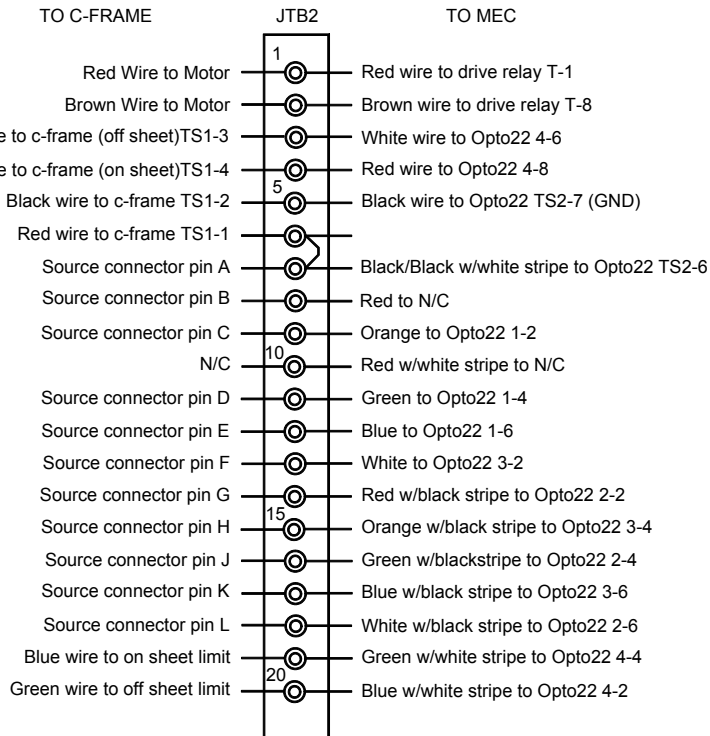 TO C-FRAME JTB2 TO MEC
1
Red Wire to Motor Red wire to drive relay T-1
Brown Wire to Motor Brown wire to drive relay T-8
to c-frame (off sheet)TS1-3 White wire to Opto22 4-6
to c-frame (on sheet)TS1-4 Red wire to Opto22 4-8
5
Black wire to c-frame TS1-2 Black wire to Opto22 TS2-7 (GND)
Red wire to c-frame TS1-1
Source connector pin A Black/Black w/white stripe to Opto22 TS2-6
Source connector pin B Red to N/C
Source connector pin C Orange to Opto22 1-2
10
N/C Red w/white stripe to N/C
Source connector pin D Green to Opto22 1-4
Source connector pin E Blue to Opto22 1-6
Source connector pin F White to Opto22 3-2
Source connector pin G Red w/black stripe to Opto22 2-2
15
Source connector pin H Orange w/black stripe to Opto22 3-4
Source connector pin J Green w/blackstripe to Opto22 2-4
Source connector pin K Blue w/black stripe to Opto22 3-6
Source connector pin L White w/black stripe to Opto22 2-6
Blue wire to on sheet limit Green w/white stripe to Opto22 4-4
20
Green wire to off sheet limit Blue w/white stripe to Opto22 4-2